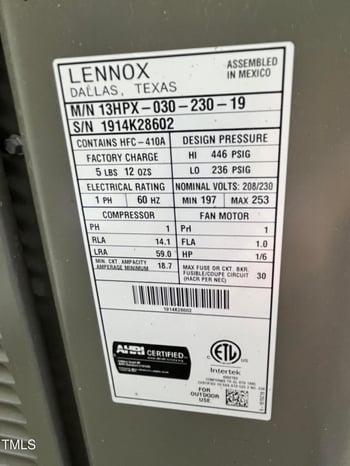 LENNOX
DALLAS, TEXAS
ASSEMBLED
IN MEXICO
M/N 13HPX-030-230-19
S/N 1914K28602
CONTAINS HFC-410A
FACTORY CHARGE
5 LBS 12 OZS
DESIGN PRESSURE
HI 446 PSIG
LO 236 PSIG
ELECTRICAL RATING
1 PH 60 HZ
NOMINAL VOLTS: 208/230
MIN 197 MAX 253
COMPRESSOR
PH 1
RLA 14.1
LRA 59.0
MIN. CKT. AMPACITY
AMPERAGE MINIMUM 18.7
FAN MOTOR
PH 1
FLA 1.0
HP 1/6
MAX FUSE OR CKT. BKR.
FUSIBLE/COUPE CIRCUIT
(HACR PER NEC) 30
1914K28602
AHRI CERTIFIED
ETL
Intertek
FOR
OUTDOOR
USE
TMLS